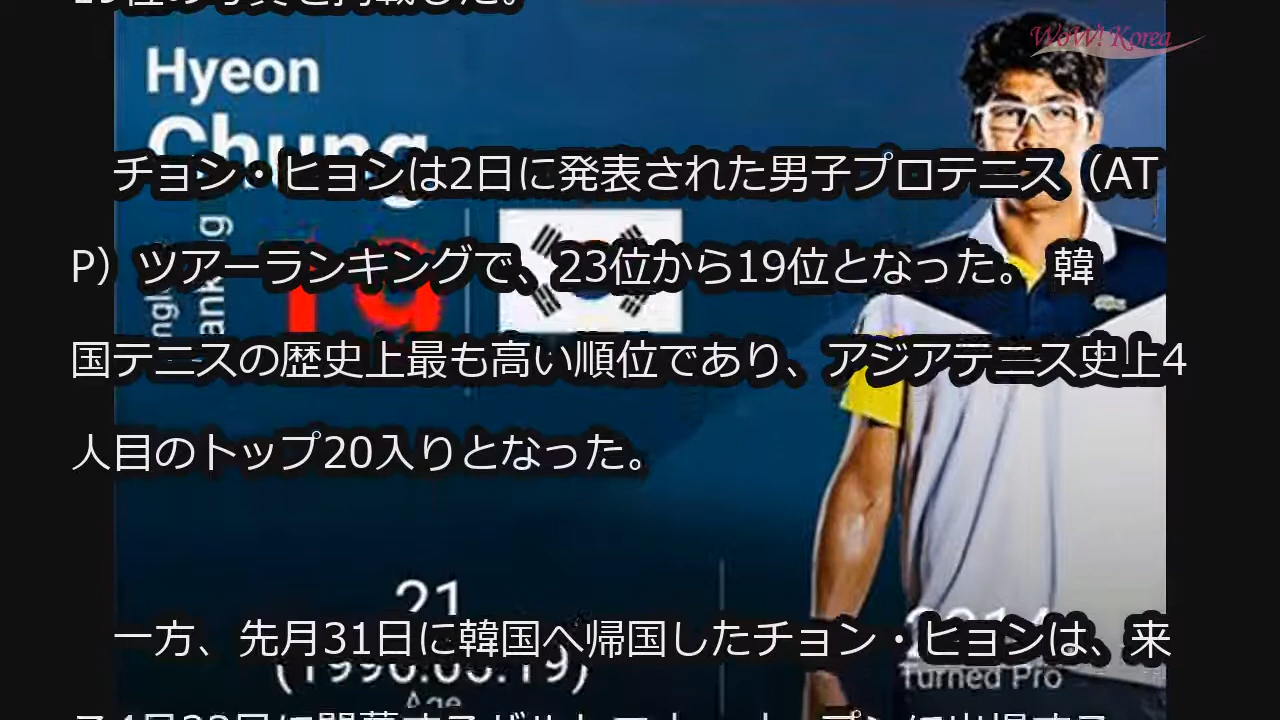 WoW! Korea
Hyeon
Chung
チョン・ヒョンは2日に発表された男子プロテニス（AT
P）ツアーランキングで、23位から19位となった。 韓
国テニスの歴史上最も高い順位であり、アジアテニス史上4
人目のトップ20入りとなった。
19
21
一方、先月31日に韓国へ帰国したチョン・ヒョンは、来
Turned Pro
Age